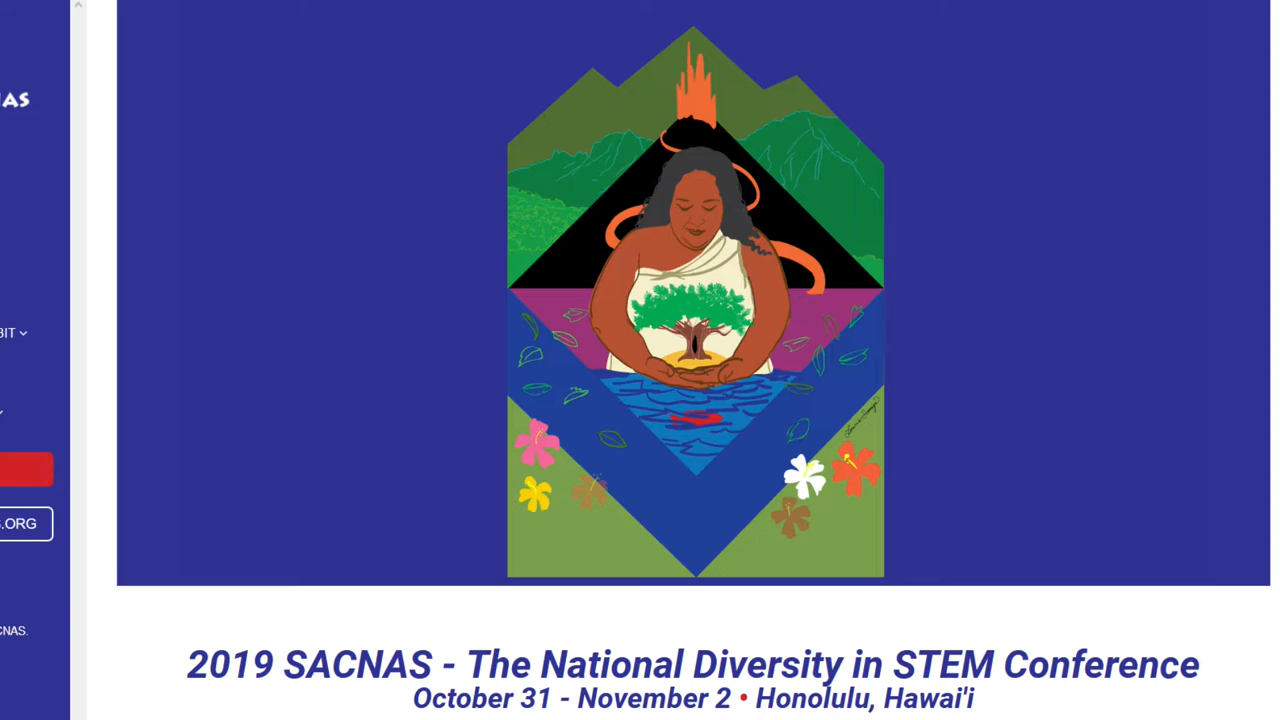 AS
BIT
S.ORG
CNAS.
2019 SACNAS - The National Diversity in STEM Conference
October 31 - November 2 • Honolulu, Hawai'i